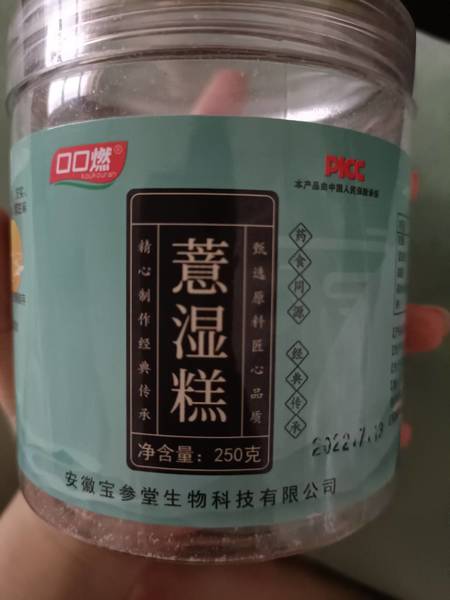 口口燃®
koukouran
PICC
本产品由中国人民保险承保
甄选原料匠心品质
薏湿糕
精心制作经典传承
药食同源
经典传承
净含量：250克
2022.7.13
安徽宝参堂生物科技有限公司